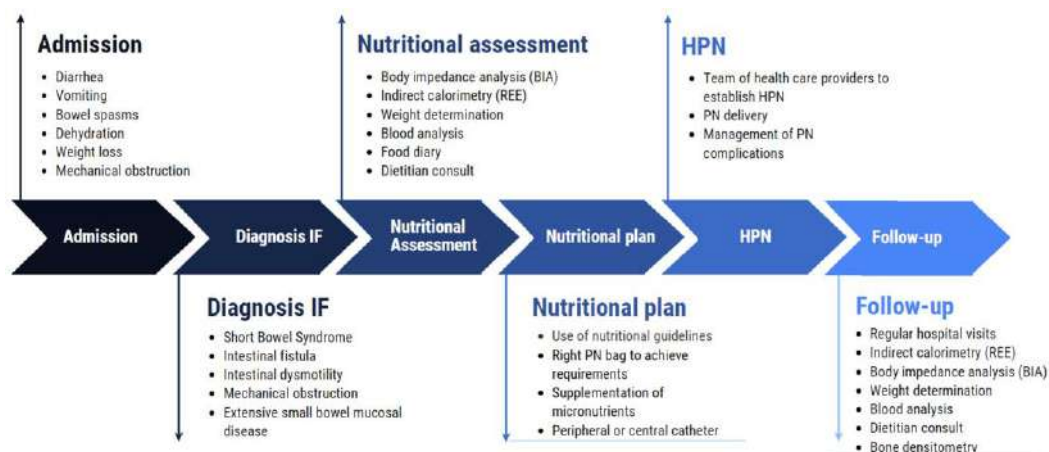 Admission
• Diarrhea
• Vomiting
• Bowel spasms
• Dehydration
• Weight loss
• Mechanical obstruction
Nutritional assessment
• Body impedance analysis (BIA)
• Indirect calorimetry (REE)
• Weight determination
• Blood analysis
• Food diary
• Dietitian consult
HPN
• Team of health care providers to
establish HPN
• PN delivery
• Management of PN
complications
Admission
Diagnosis IF
Nutritional
Assessment
Nutritional plan
HPN
Follow-up
Diagnosis IF
• Short Bowel Syndrome
• Intestinal fistula
• Intestinal dysmotility
• Mechanical obstruction
• Extensive small bowel mucosal
disease
Nutritional plan
• Use of nutritional guidelines
• Right PN bag to achieve
requirements
• Supplementation of
micronutrients
• Peripheral or central catheter
Follow-up
• Regular hospital visits
• Indirect calorimetry (REE)
• Body impedance analysis (BIA)
• Weight determination
• Blood analysis
• Dietitian consult
• Bone densitometry